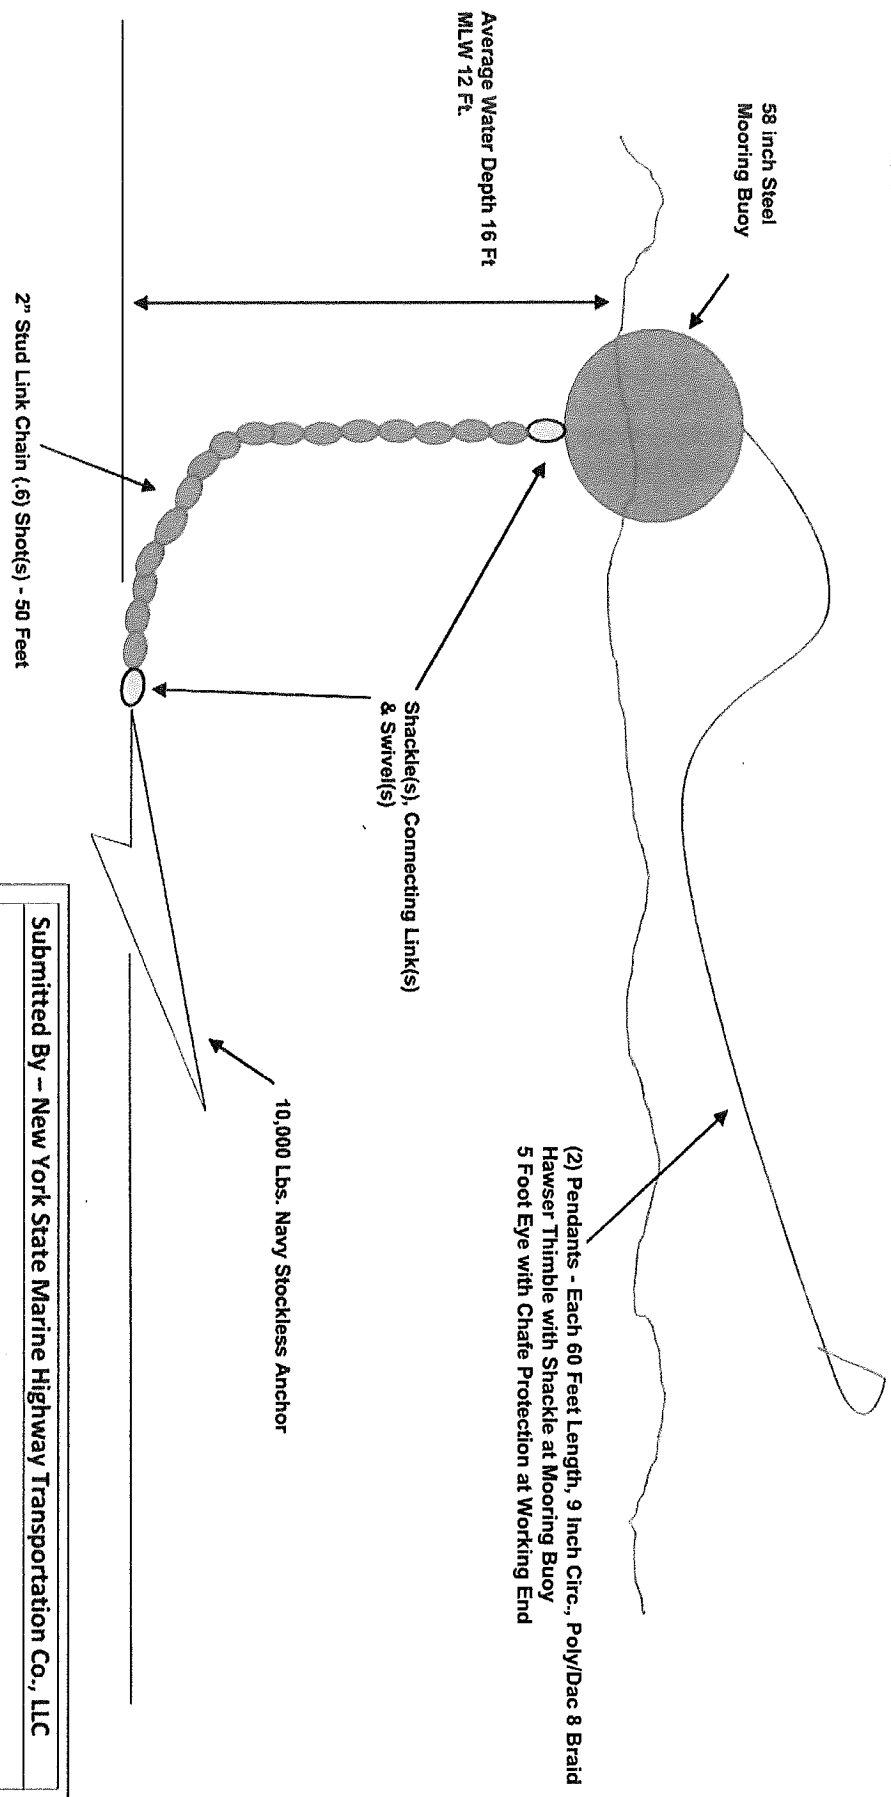 58 inch Steel
Mooring Buoy
Average Water Depth 16 Ft
MLW 12 Ft.
(2) Pendants - Each 60 Feet Length, 9 Inch Circ., Poly/Dac 8 Braid
Hawser Thimble with Shackle at Mooring Buoy
5 Foot Eye with Chafe Protection at Working End
Shackle(s), Connecting Link(s)
& Swivel(s)
10,000 Lbs. Navy Stockless Anchor
2" Stud Link Chain (.6) Shot(s) - 50 Feet
Submitted By – New York State Marine Highway Transportation Co., LLC